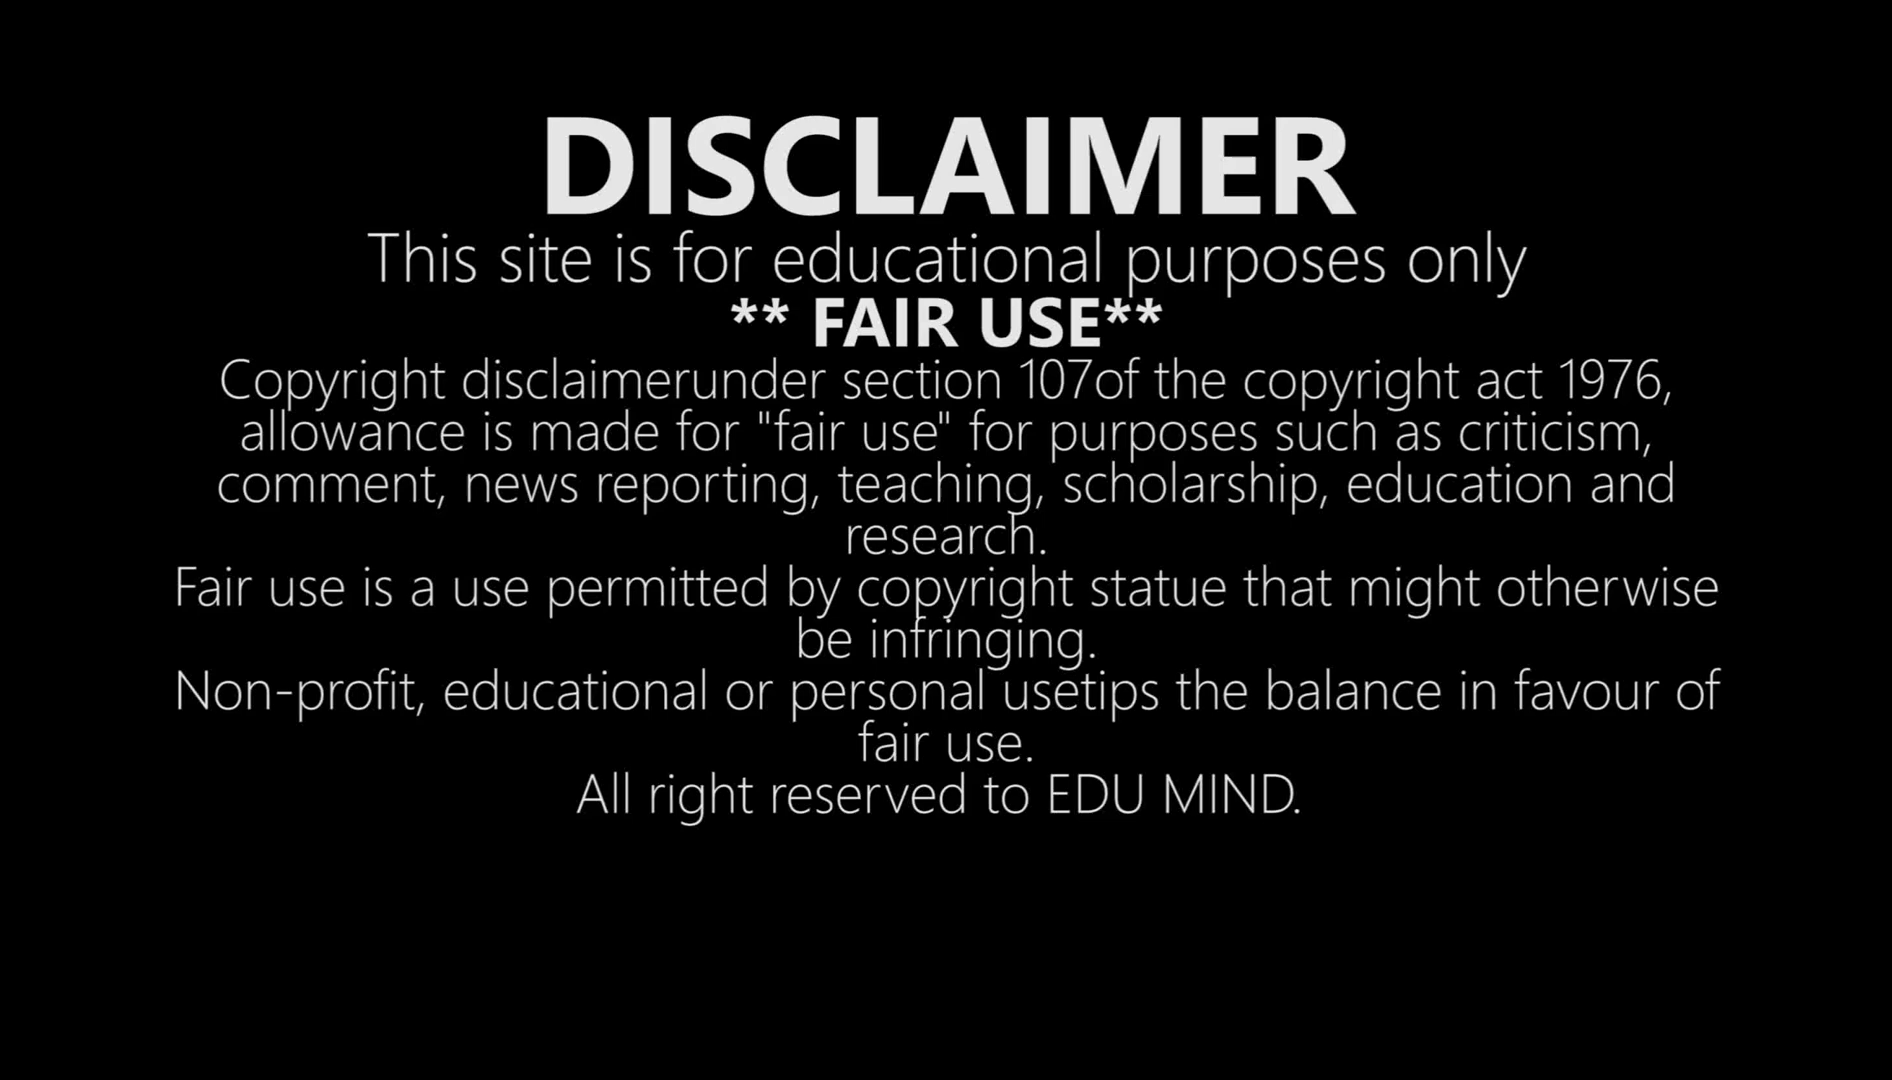 DISCLAIMER
This site is for educational purposes only
** FAIR USE**
Copyright disclaimerunder section 107of the copyright act 1976,
allowance is made for "fair use" for purposes such as criticism,
comment, news reporting, teaching, scholarship, education and
research.
Fair use is a use permitted by copyright statue that might otherwise
be infringing.
Non-profit, educational or personal usetips the balance in favour of
fair use.
All right reserved to EDU MIND.